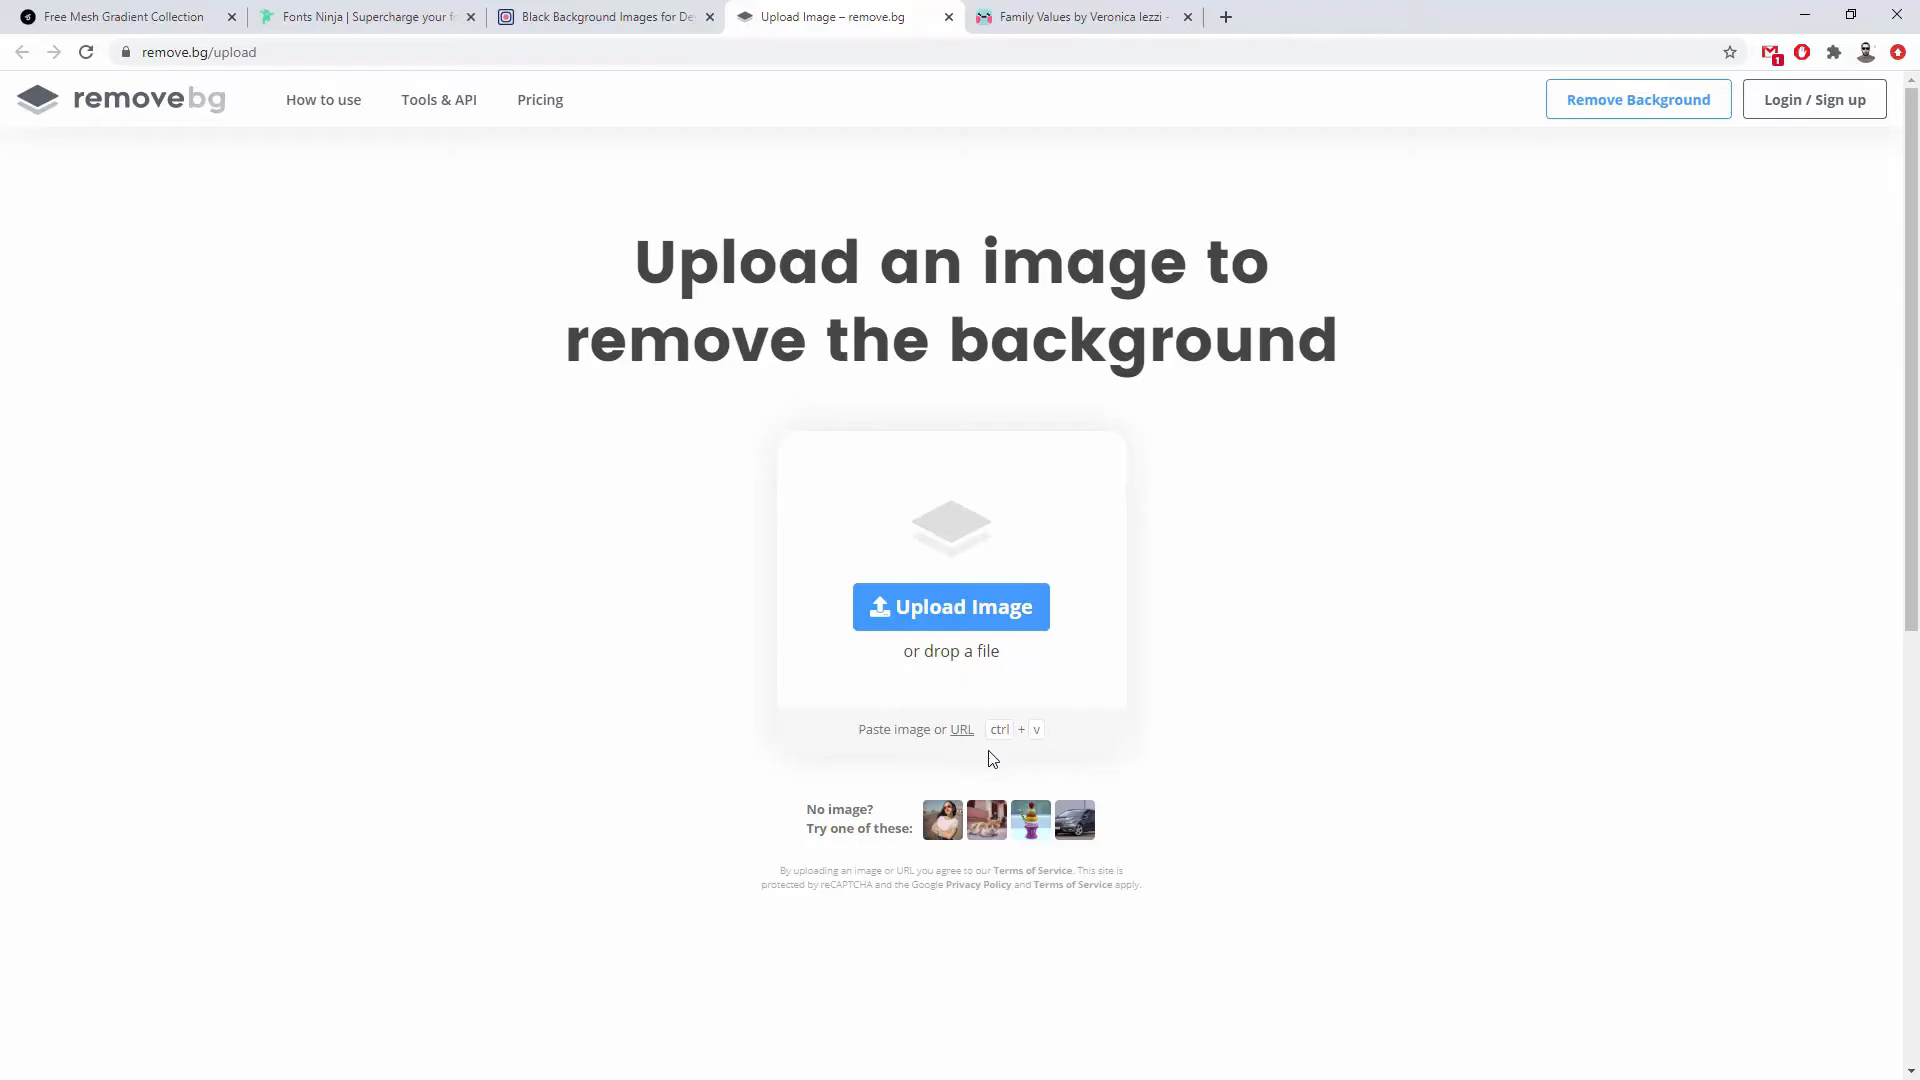 Free Mesh Gradient Collection
Fonts Ninja | Supercharge your f
Black Background Images for De
Upload Image – remove.bg
Family Values by Veronica Iezzi -
remove.bg/upload
1
removebg
How to use
Tools & API
Pricing
Remove Background
Login / Sign up
Upload an image to
remove the background
Upload Image
or drop a file
Paste image or URL ctrl + v
No image?
Try one of these:
By uploading an image or URL you agree to our Terms of Service. This site is
protected by reCAPTCHA and the Google Privacy Policy and Terms of Service apply.